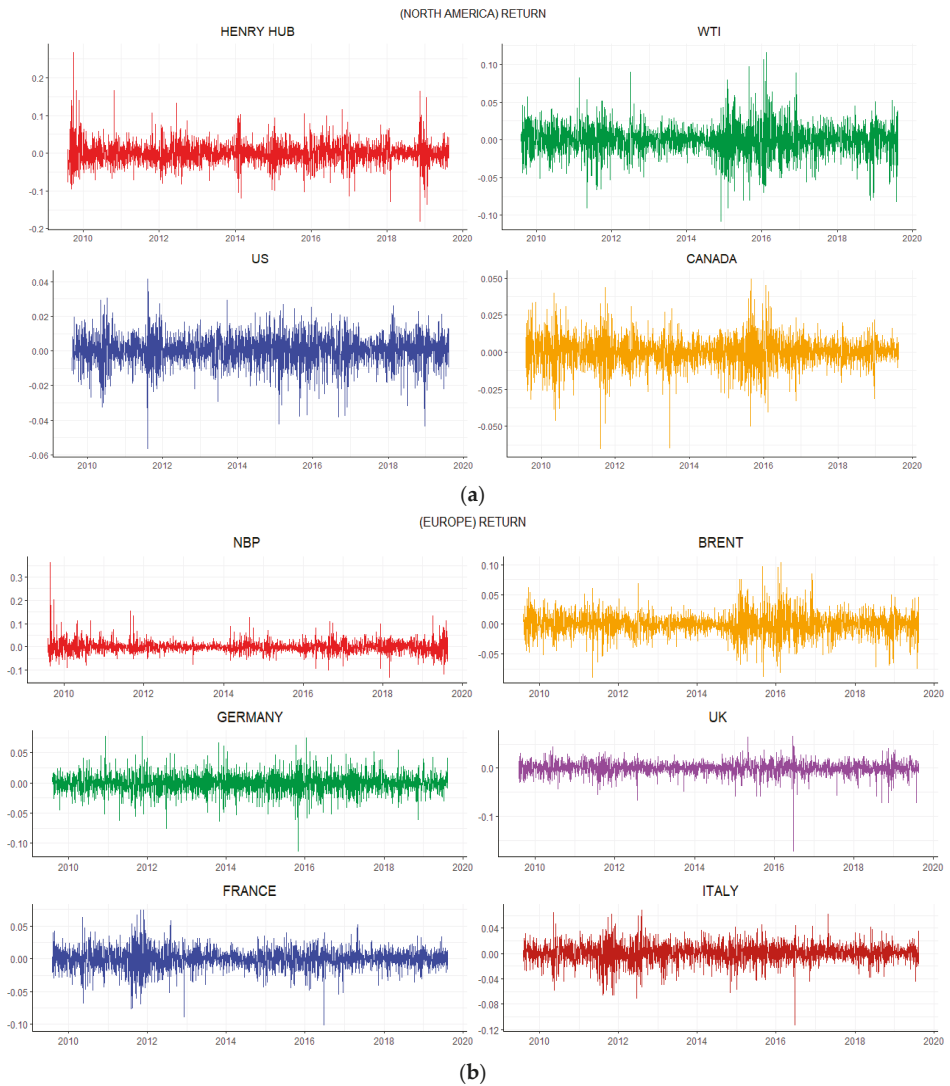 (NORTH AMERICA) RETURN
HENRY HUB
0.2
0.1
0.0
-0.1
-0.2
2010 2012 2014 2016 2018 2020
WTI
0.10
0.05
0.00
-0.05
-0.10
2010 2012 2014 2016 2018 2020
US
0.04
0.02
0.00
-0.02
-0.04
-0.06
2010 2012 2014 2016 2018 2020
CANADA
0.050
0.025
0.000
-0.025
-0.050
2010 2012 2014 2016 2018 2020
(a)
(EUROPE) RETURN
NBP
0.3
0.2
0.1
0.0
-0.1
2010 2012 2014 2016 2018 2020
BRENT
0.10
0.05
0.00
-0.05
2010 2012 2014 2016 2018 2020
GERMANY
0.05
0.00
-0.05
-0.10
2010 2012 2014 2016 2018 2020
UK
0.0
-0.1
2010 2012 2014 2016 2018 2020
FRANCE
0.05
0.00
-0.05
-0.10
2010 2012 2014 2016 2018 2020
ITALY
0.04
0.00
-0.04
-0.08
-0.12
2010 2012 2014 2016 2018 2020
(b)